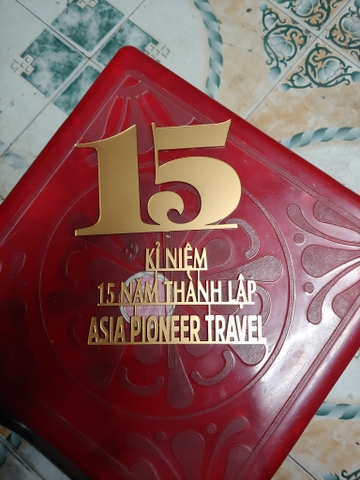 15
KỈ NIỆM
15 NĂM THÀNH LẬP
ASIA PIONEER TRAVEL